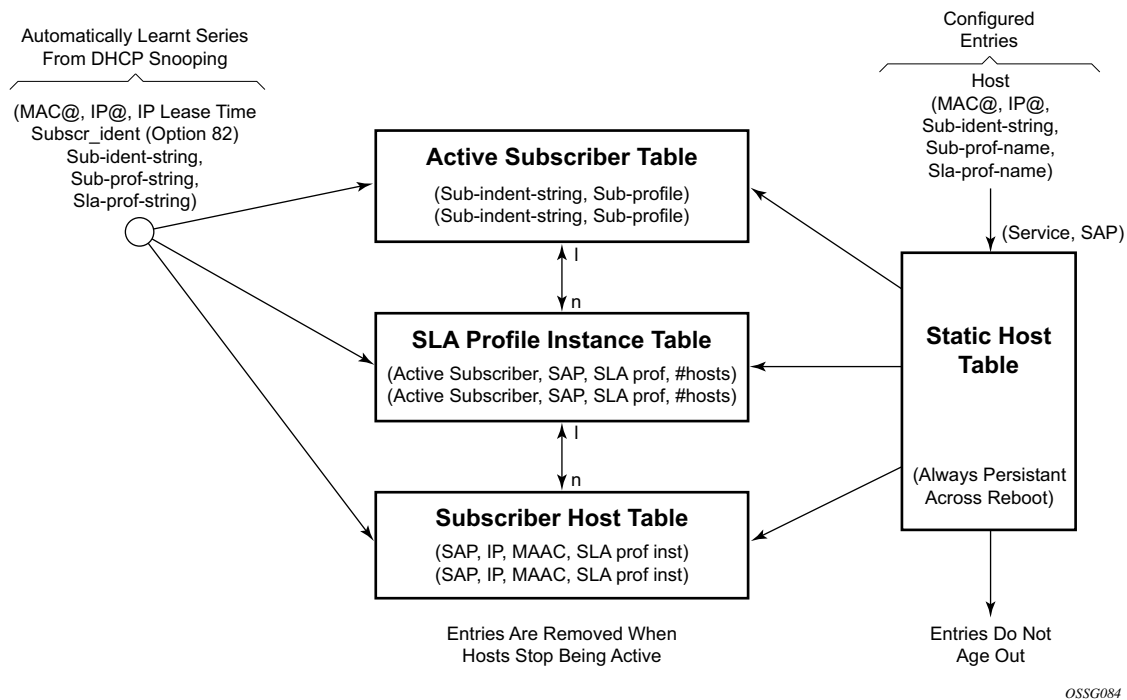 Automatically Learnt Series
From DHCP Snooping
(MAC@, IP@, IP Lease Time
Subscr_ident (Option 82)
Sub-ident-string,
Sub-prof-string,
Sla-prof-string)
Active Subscriber Table
(Sub-indent-string, Sub-profile)
(Sub-indent-string, Sub-profile)
l
n
SLA Profile Instance Table
(Active Subscriber, SAP, SLA prof, #hosts)
(Active Subscriber, SAP, SLA prof, #hosts)
l
n
Subscriber Host Table
(SAP, IP, MAAC, SLA prof inst)
(SAP, IP, MAAC, SLA prof inst)
Entries Are Removed When
Hosts Stop Being Active
Configured
Entries
Host
(MAC@, IP@,
Sub-ident-string,
Sub-prof-name,
Sla-prof-name)
(Service, SAP)
Static Host
Table
(Always Persistant
Across Reboot)
Entries Do Not
Age Out
OSSG084